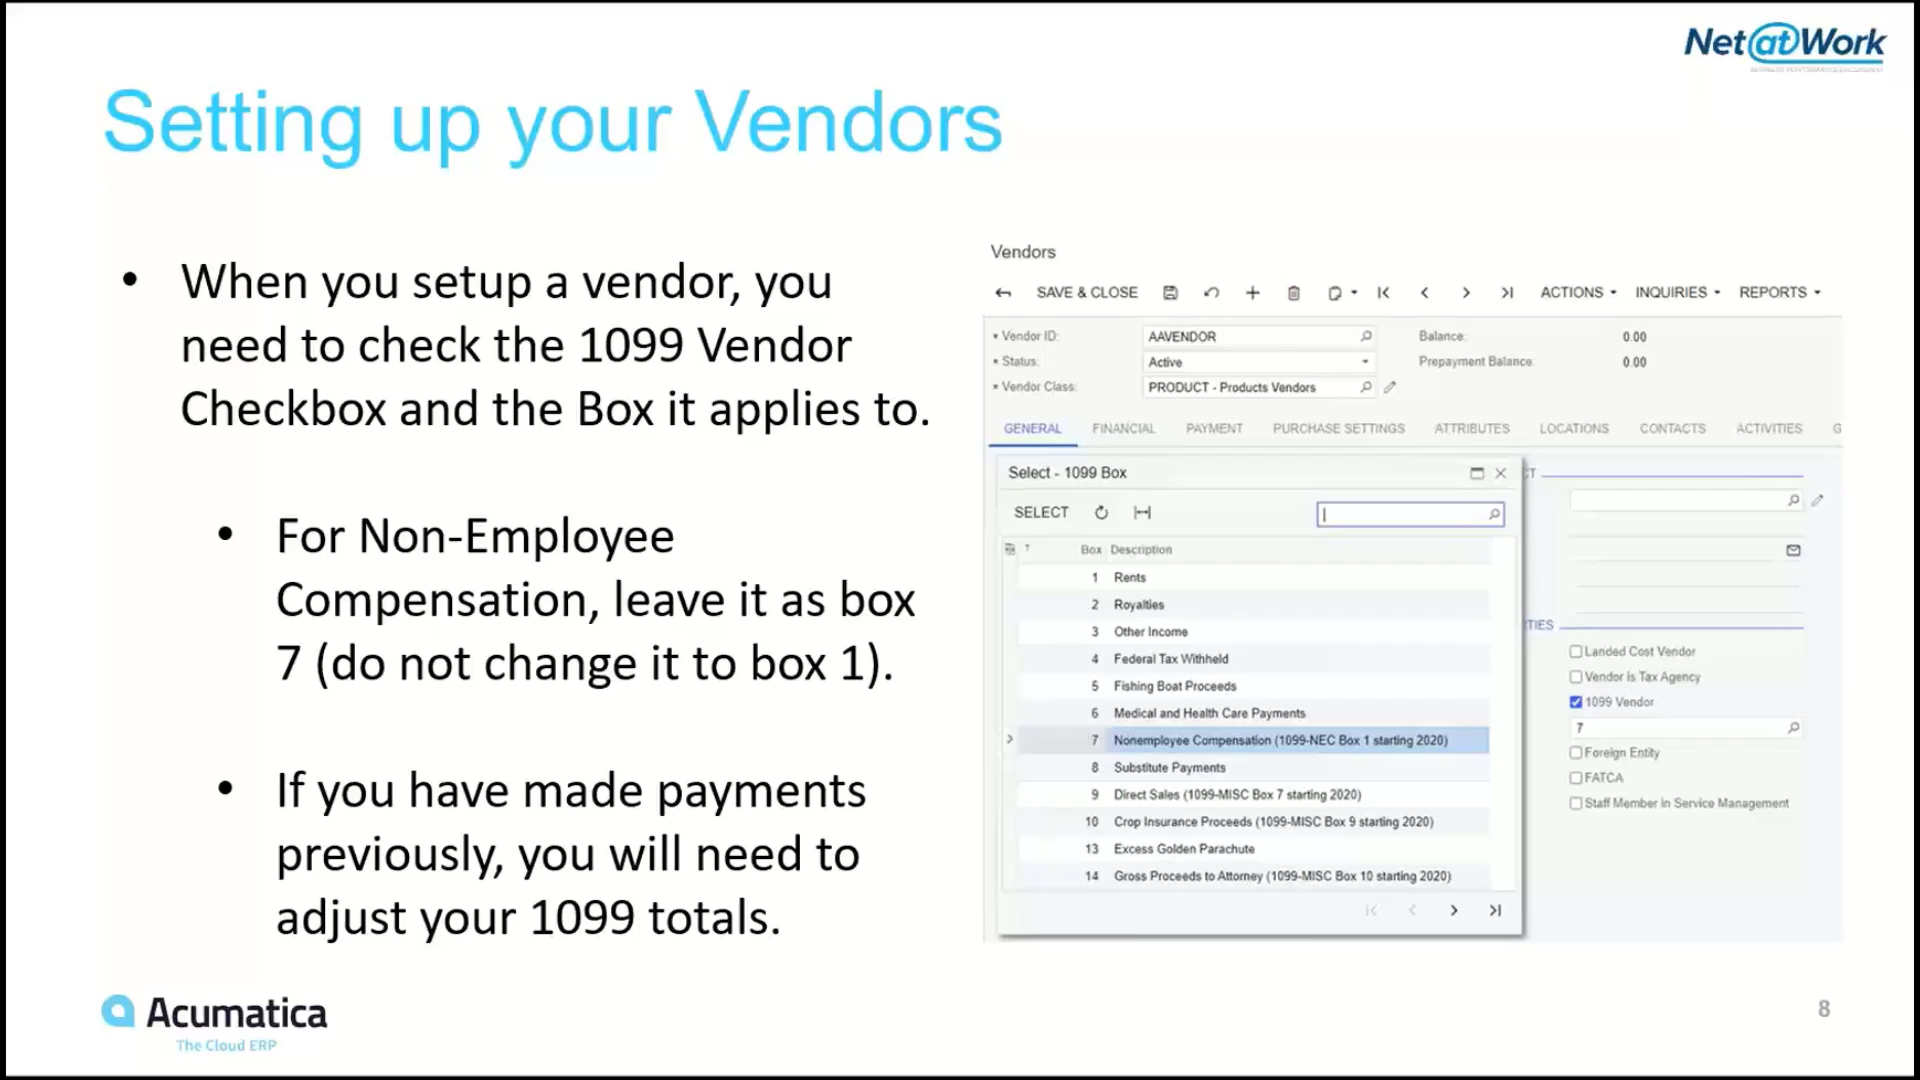 Net at Work
Setting up your Vendors
• When you setup a vendor, you
need to check the 1099 Vendor
Checkbox and the Box it applies to.
• For Non-Employee
Compensation, leave it as box
7 (do not change it to box 1).
• If you have made payments
previously, you will need to
adjust your 1099 totals.
Vendors
SAVE & CLOSE ACTIONS INQUIRIES REPORTS
* Vendor ID: AAVENDOR Balance: 0.00
* Status: Active Prepayment Balance: 0.00
* Vendor Class: PRODUCT - Products Vendors
GENERAL FINANCIAL PAYMENT PURCHASE SETTINGS ATTRIBUTES LOCATIONS CONTACTS ACTIVITIES G
Select - 1099 Box
CT
SELECT
Box Description
1 Rents
2 Royalties
3 Other Income
4 Federal Tax Withheld
5 Fishing Boat Proceeds
6 Medical and Health Care Payments
7 Nonemployee Compensation (1099-NEC Box 1 starting 2020)
8 Substitute Payments
9 Direct Sales (1099-MISC Box 7 starting 2020)
10 Crop Insurance Proceeds (1099-MISC Box 9 starting 2020)
13 Excess Golden Parachute
14 Gross Proceeds to Attorney (1099-MISC Box 10 starting 2020)
TIES
Landed Cost Vendor
Vendor is Tax Agency
1099 Vendor
7
Foreign Entity
FATCA
Staff Member in Service Management
Acumatica
The Cloud ERP
8